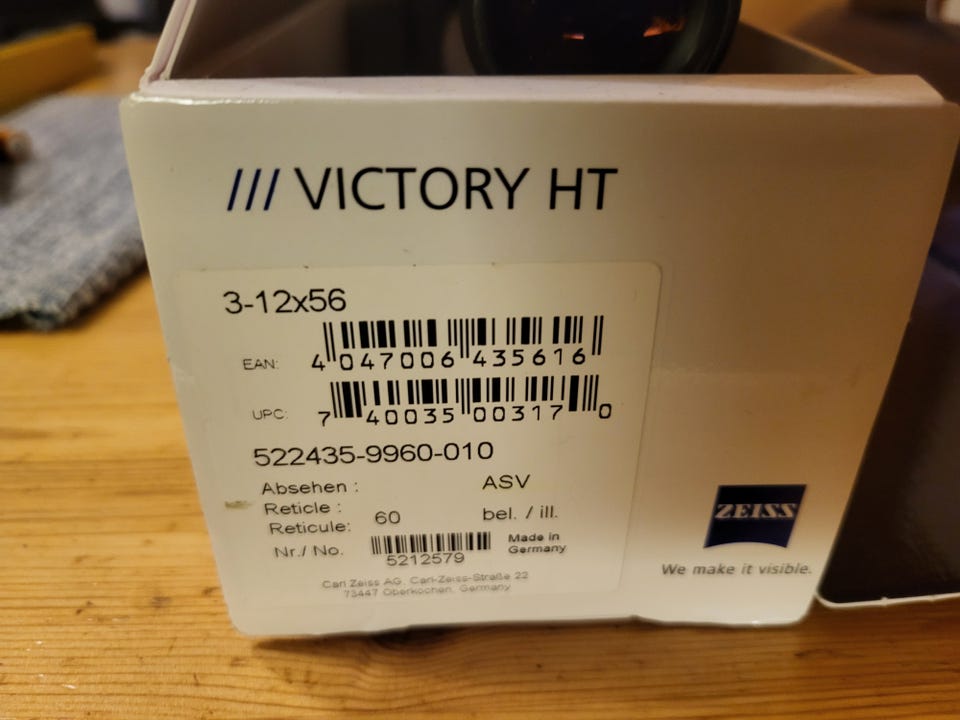 /// VICTORY HT
3-12x56
EAN: 4 047006 435616
UPC: 7 40035 00317 0
522435-9960-010
Absehen : ASV
Reticle :
Reticule: 60 bel. / ill.
Nr./ No. 5212579 Made in Germany
Carl Zeiss AG, Carl-Zeiss-Straße 22
73447 Oberkochen, Germany
ZEISS
We make it visible.